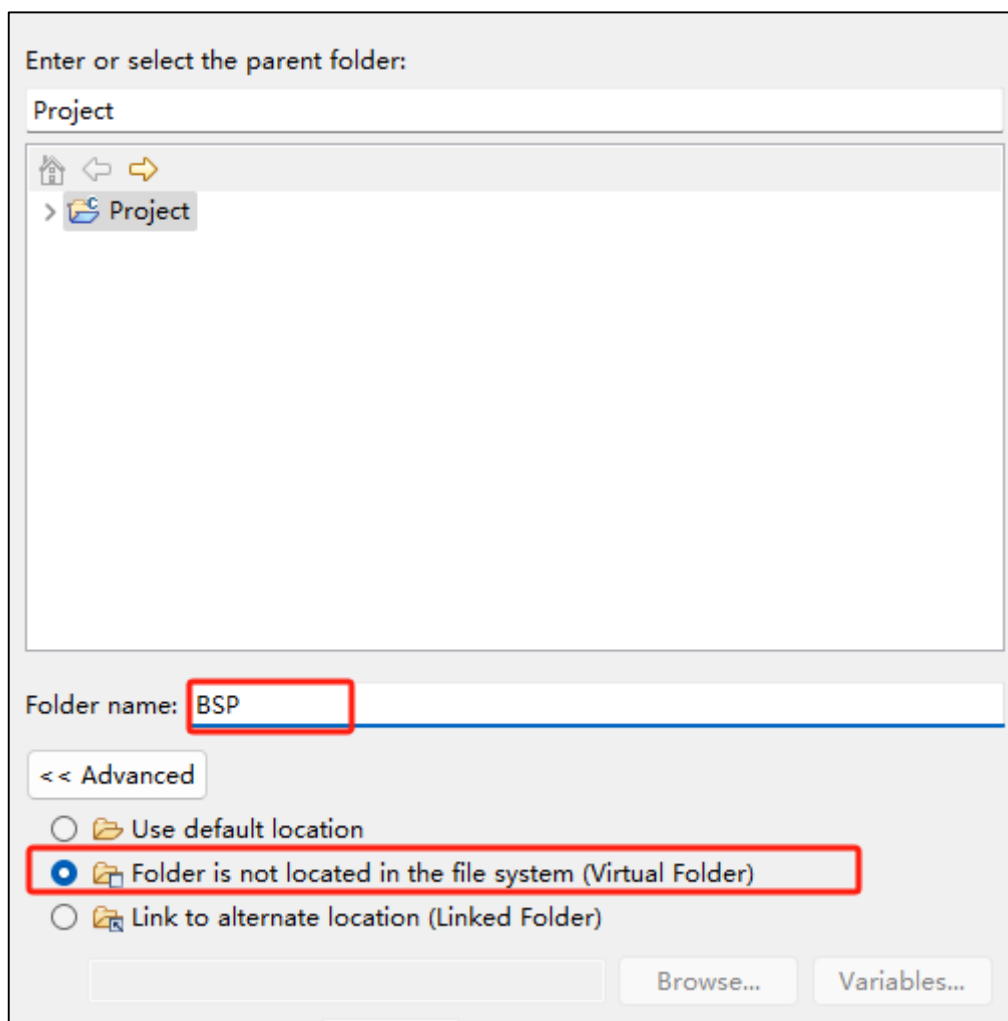 Enter or select the parent folder:
Project
Project
Folder name: BSP
<< Advanced
Use default location
Folder is not located in the file system (Virtual Folder)
Link to alternate location (Linked Folder)
Browse... Variables...